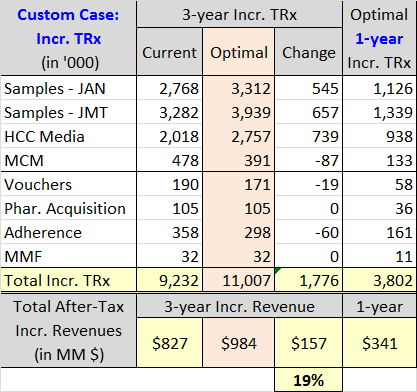 Custom Case: 3-year Incr. TRx Optimal
Incr. TRx Current Optimal Change 1-year
(in '000) Incr. TRx
Samples - JAN 2,768 3,312 545 1,126
Samples - JMT 3,282 3,939 657 1,339
HCC Media 2,018 2,757 739 938
MCM 478 391 -87 133
Vouchers 190 171 -19 58
Phar. Acquisition 105 105 0 36
Adherence 358 298 -60 161
MMF 32 32 0 11
Total Incr. TRx 9,232 11,007 1,776 3,802
Total After-Tax 3-year Incr. Revenue 1-year
Incr. Revenues $827 $984 $157 $341
(in MM $)
19%